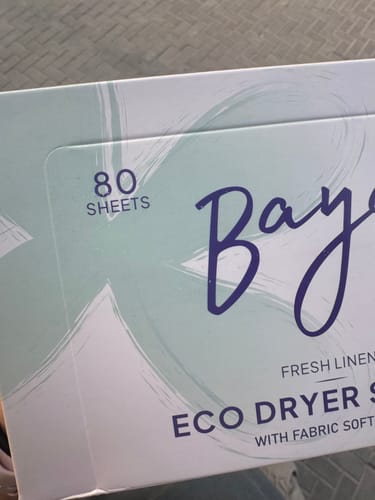 80
SHEETS
Bay
FRESH LINEN
ECO DRYER S
WITH FABRIC SOFT